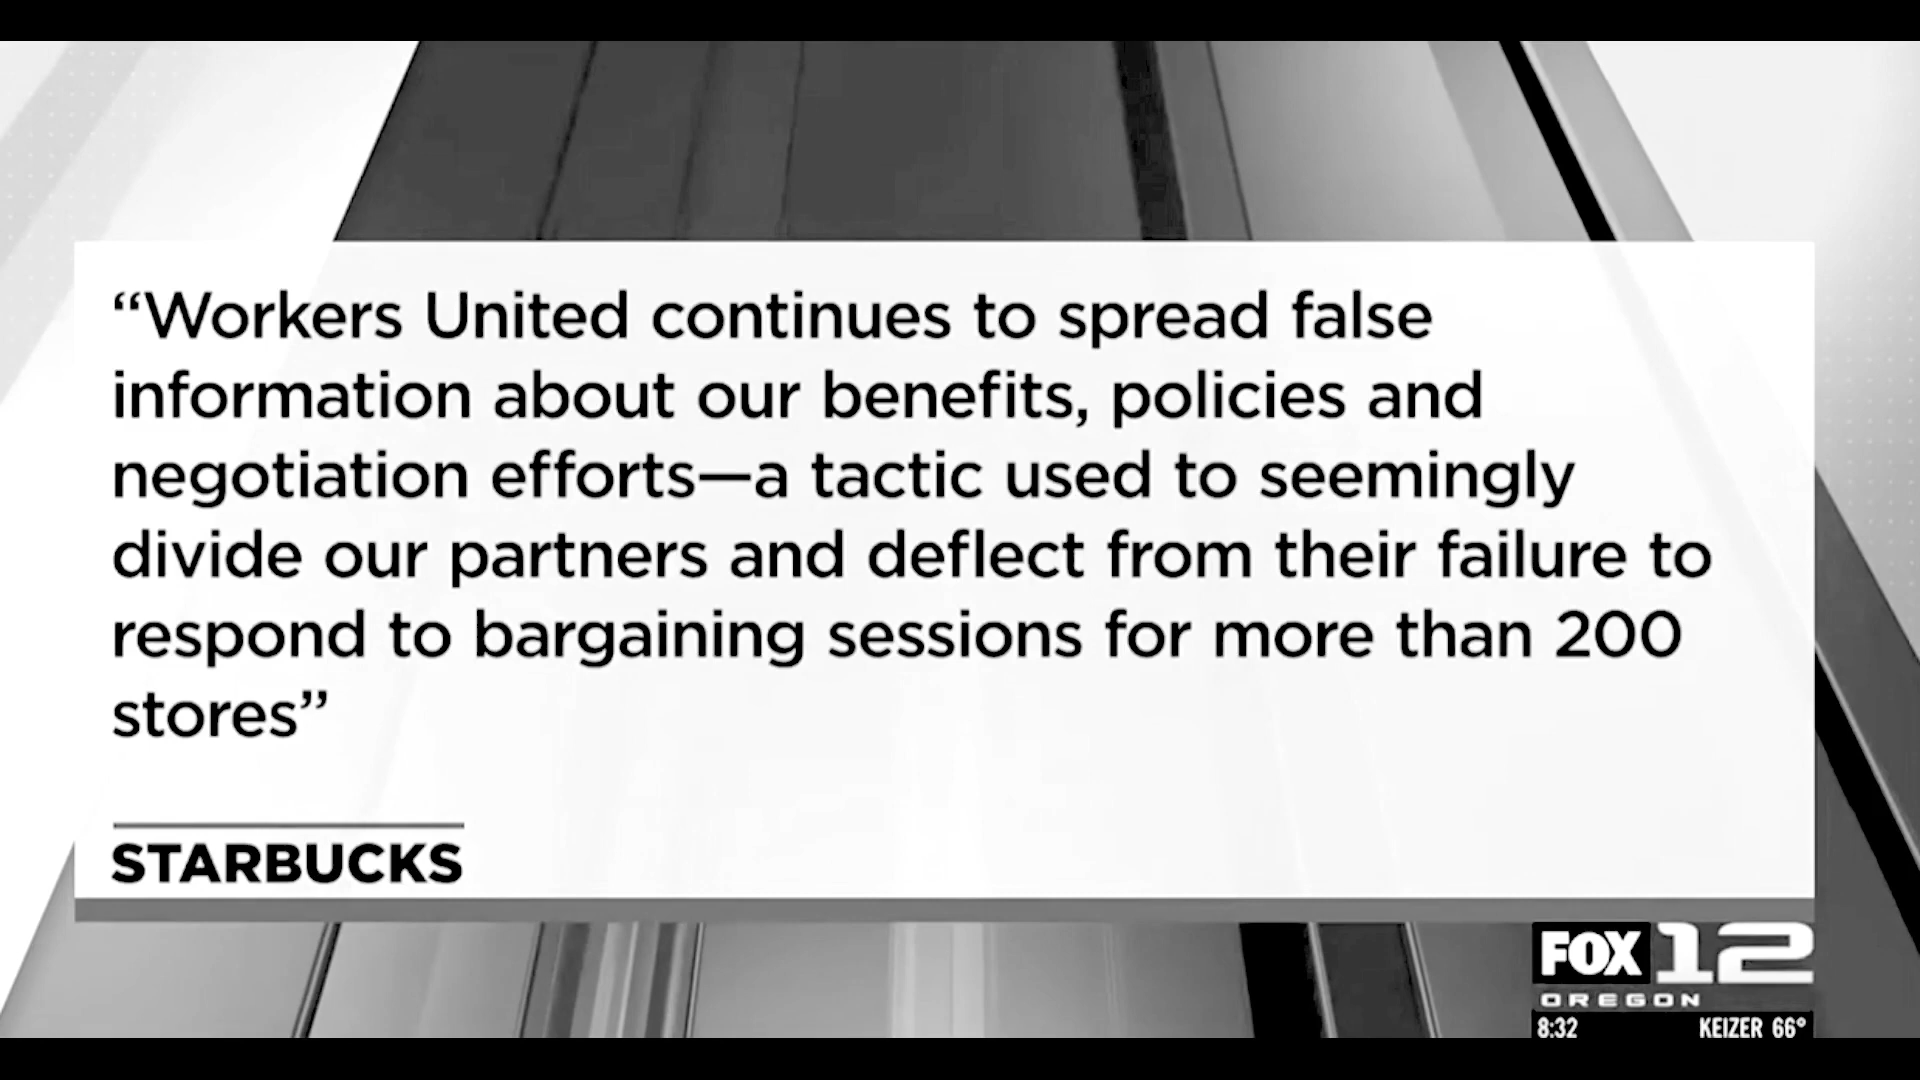 “Workers United continues to spread false
information about our benefits, policies and
negotiation efforts—a tactic used to seemingly
divide our partners and deflect from their failure to
respond to bargaining sessions for more than 200
stores”
STARBUCKS
FOX 12
OREGON
8:32 KEIZER 66°